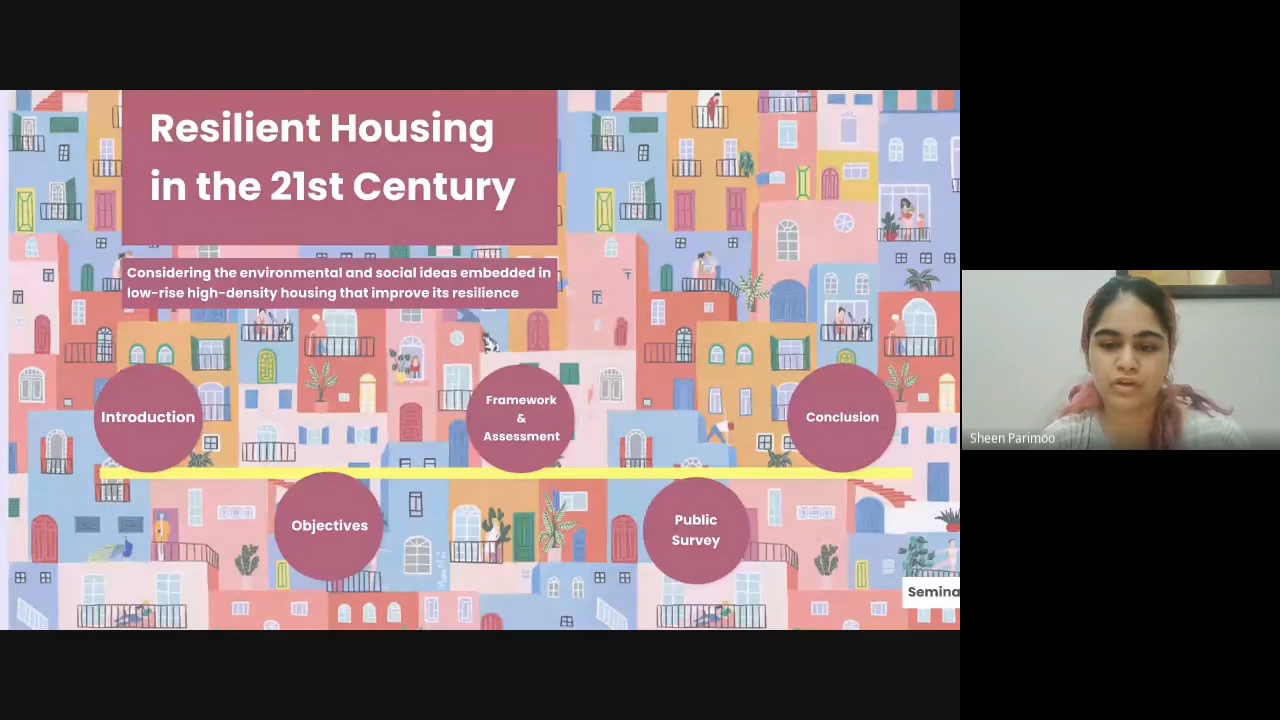 Resilient Housing
in the 21st Century
Considering the environmental and social ideas embedded in
low-rise high-density housing that improve its resilience
Introduction
Framework
&
Assessment
Conclusion
Objectives
Public
Survey
Semina
Sheen Parimoo